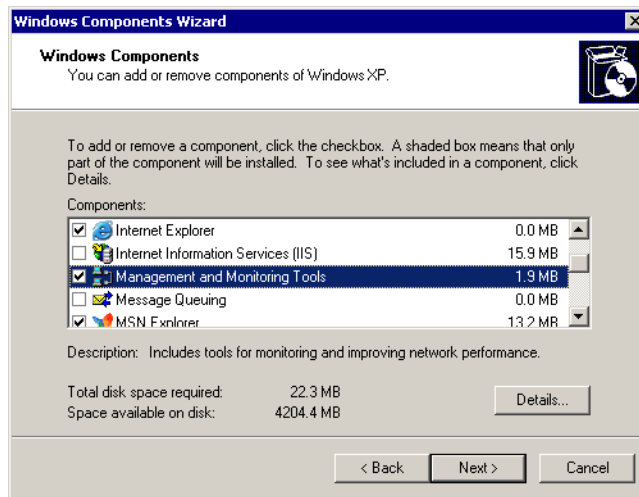 Windows Components Wizard
Windows Components
You can add or remove components of Windows XP.
To add or remove a component, click the checkbox. A shaded box means that only
part of the component will be installed. To see what's included in a component, click
Details.
Components:
Internet Explorer 0.0 MB
Internet Information Services (IIS) 15.9 MB
Management and Monitoring Tools 1.9 MB
Message Queuing 0.0 MB
MSN Explorer 13.2 MB
Description: Includes tools for monitoring and improving network performance.
Total disk space required: 22.3 MB
Space available on disk: 4204.4 MB
Details...
< Back Next > Cancel